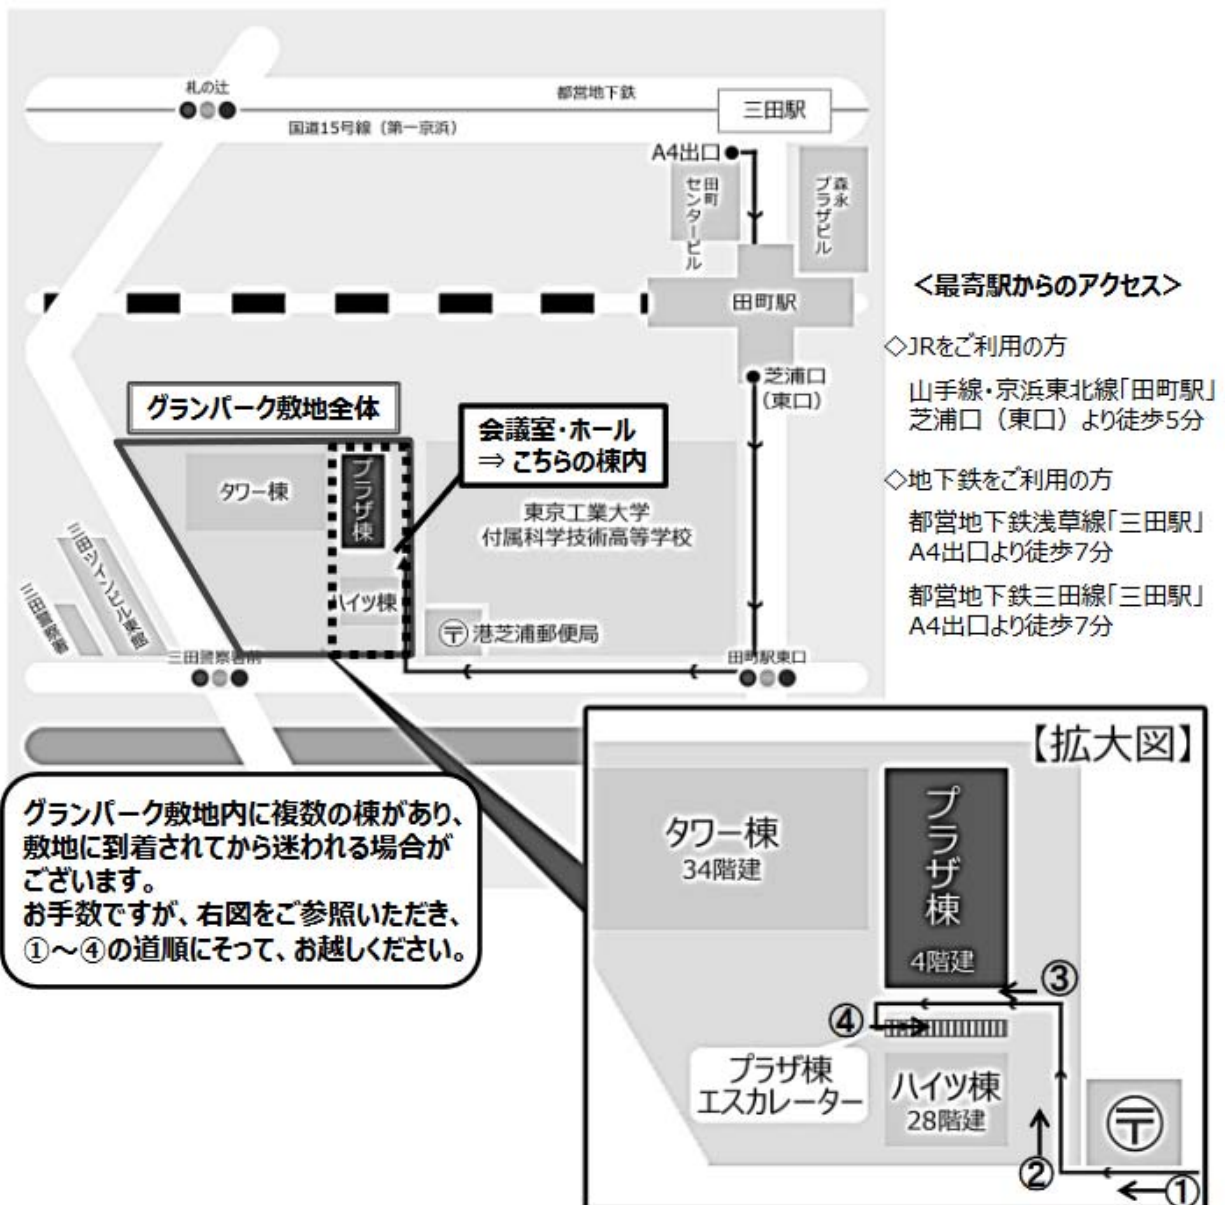 札の辻
都営地下鉄
三田駅
国道15号線（第一京浜）
A4出口
田町
センタービル
森永
プラザビル
田町駅
＜最寄駅からのアクセス＞
◇JRをご利用の方
山手線・京浜東北線「田町駅」
芝浦口（東口）より徒歩5分
◇地下鉄をご利用の方
都営地下鉄浅草線「三田駅」
A4出口より徒歩7分
都営地下鉄三田線「三田駅」
A4出口より徒歩7分
芝浦口
（東口）
グランパーク敷地全体
会議室・ホール
⇒ こちらの棟内
タワー棟
プラザ棟
東京工業大学
付属科学技術高等学校
ハイツ棟
〒港芝浦郵便局
三田ツインビル東館
三田警察署
三田警察署前
田町駅東口
グランパーク敷地内に複数の棟があり、
敷地に到着されてから迷われる場合が
ございます。
お手数ですが、右図をご参照いただき、
①～④の道順にそって、お越しください。
【拡大図】
タワー棟
34階建
プラザ棟
4階建
③
④
プラザ棟
エスカレーター
ハイツ棟
28階建
〒
②
①